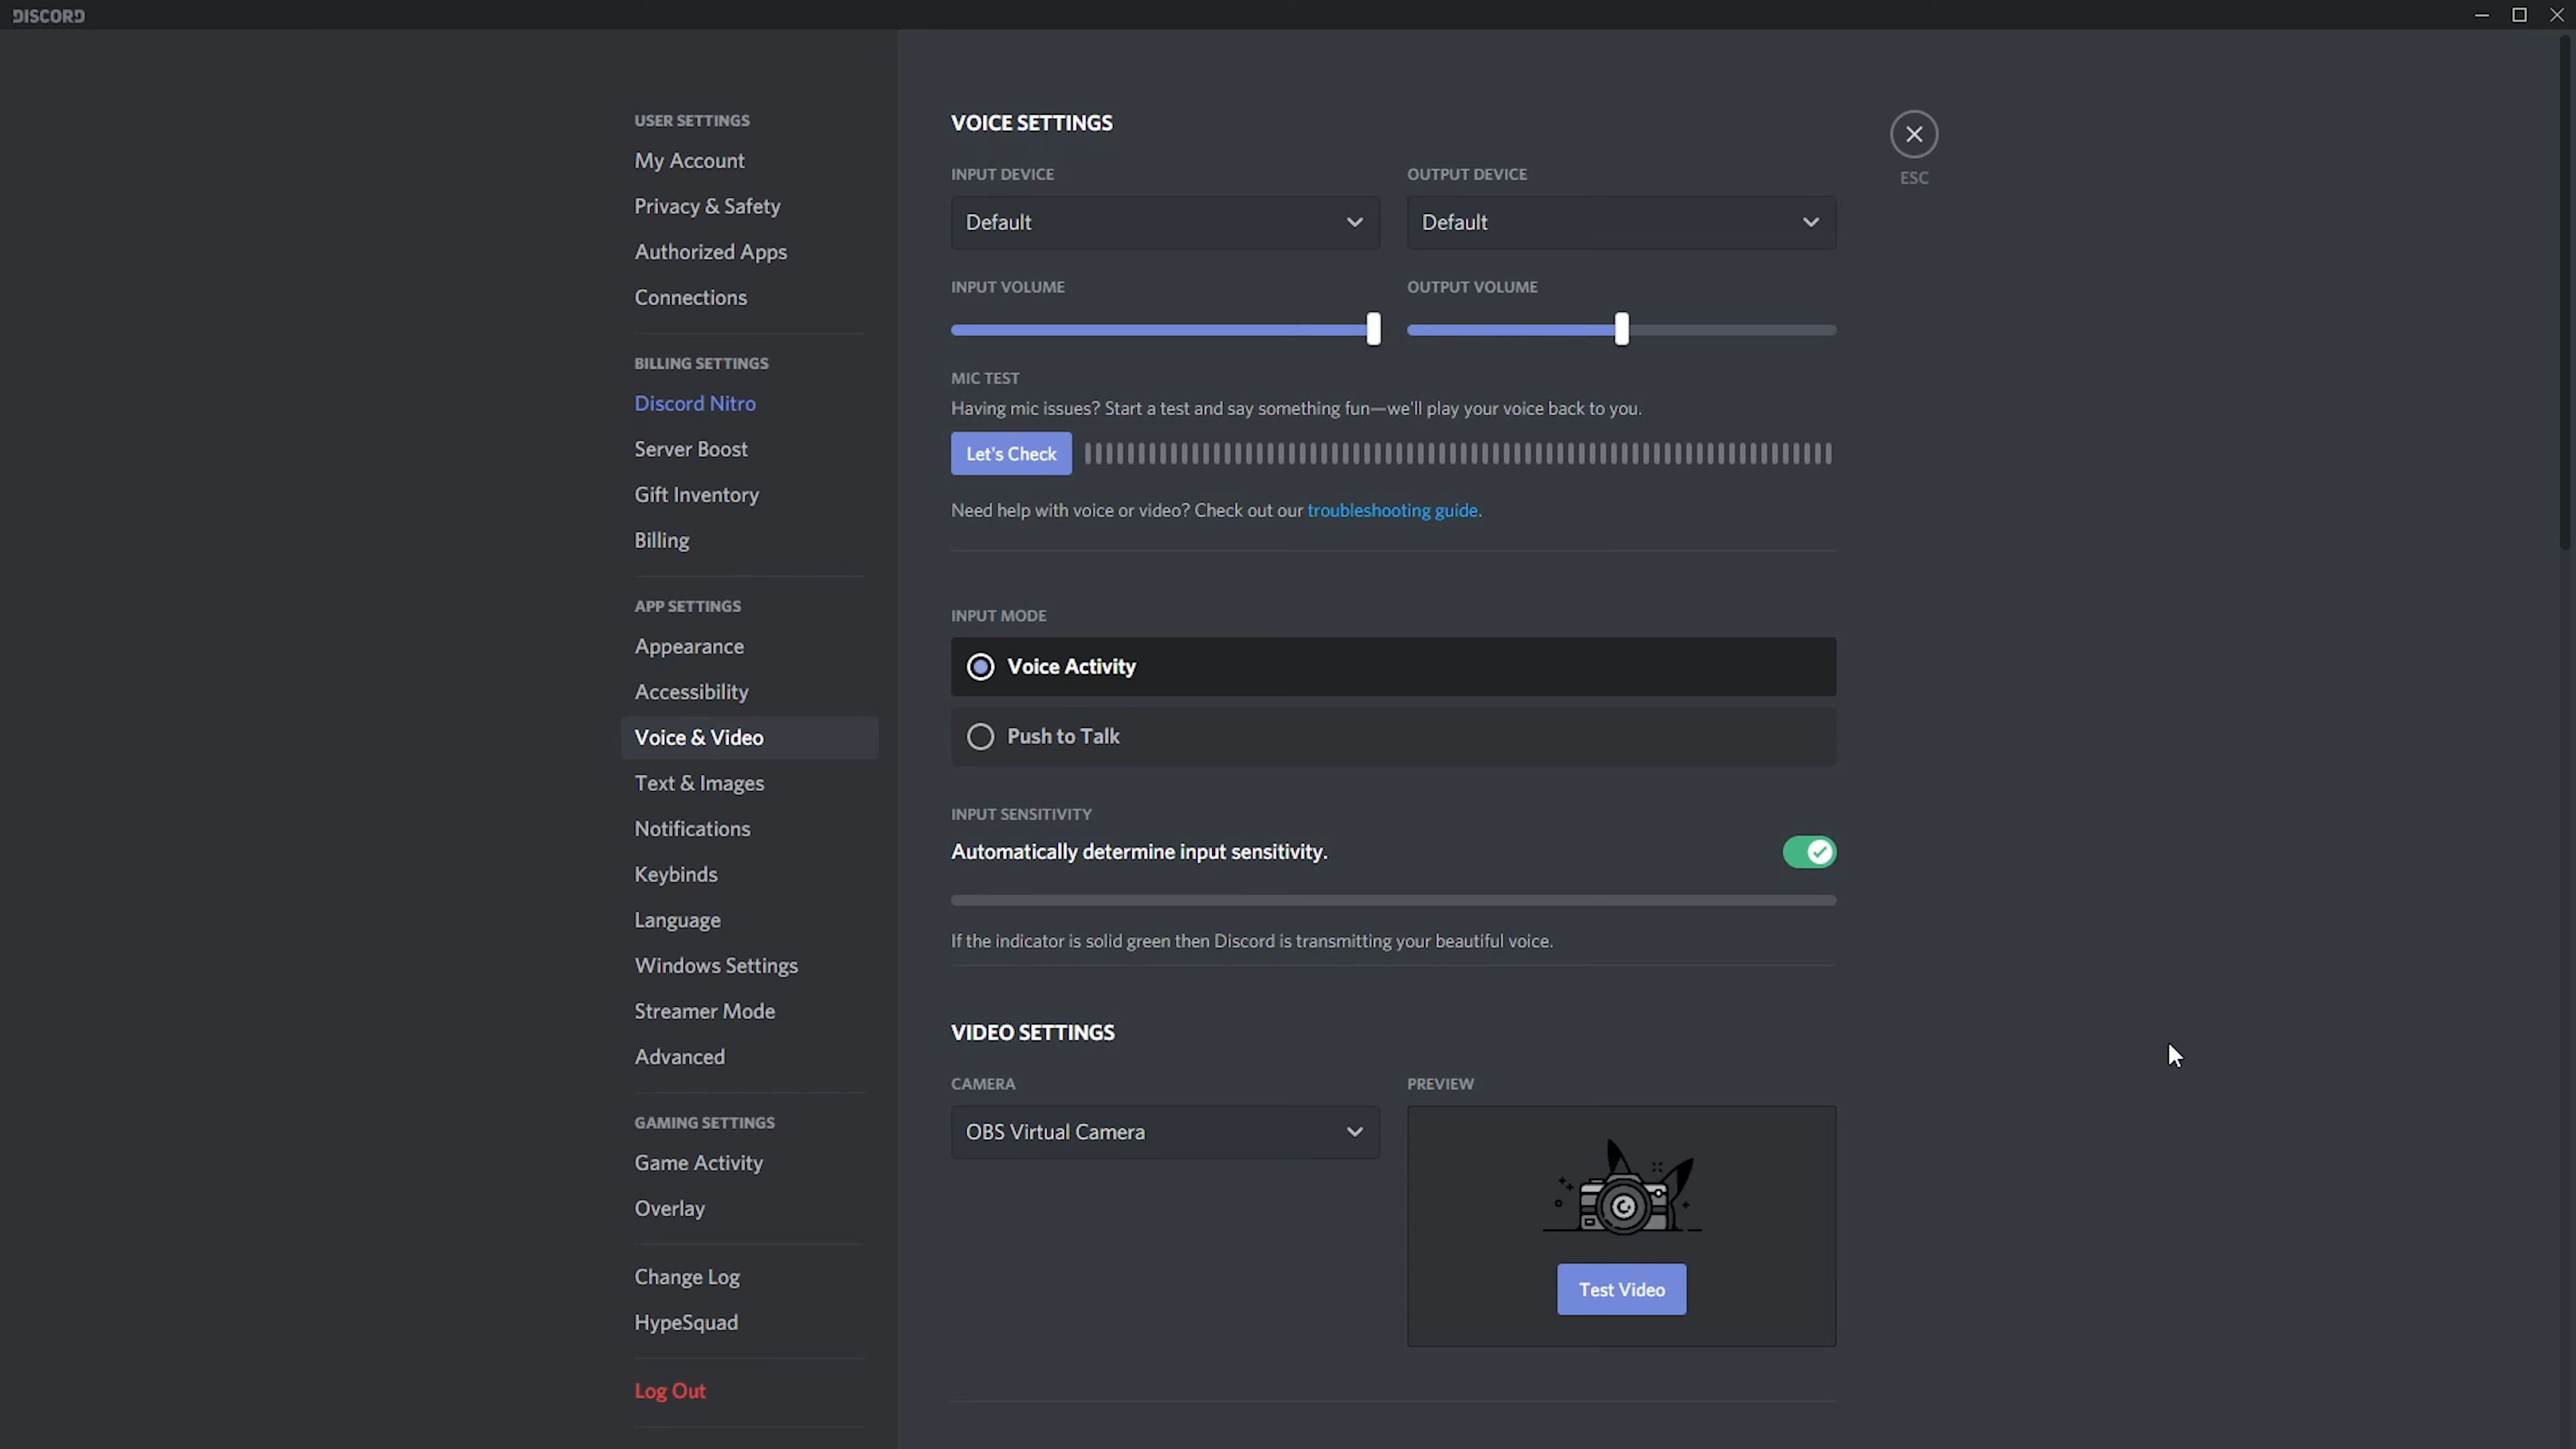 DISCORD
USER SETTINGS
My Account
Privacy & Safety
Authorized Apps
Connections
BILLING SETTINGS
Discord Nitro
Server Boost
Gift Inventory
Billing
APP SETTINGS
Appearance
Accessibility
Voice & Video
Text & Images
Notifications
Keybinds
Language
Windows Settings
Streamer Mode
Advanced
GAMING SETTINGS
Game Activity
Overlay
Change Log
HypeSquad
Log Out
VOICE SETTINGS
INPUT DEVICE
Default
OUTPUT DEVICE
Default
INPUT VOLUME
OUTPUT VOLUME
MIC TEST
Having mic issues? Start a test and say something fun—we'll play your voice back to you.
Let's Check
Need help with voice or video? Check out our troubleshooting guide.
INPUT MODE
Voice Activity
Push to Talk
INPUT SENSITIVITY
Automatically determine input sensitivity.
If the indicator is solid green then Discord is transmitting your beautiful voice.
VIDEO SETTINGS
CAMERA
OBS Virtual Camera
PREVIEW
Test Video
ESC